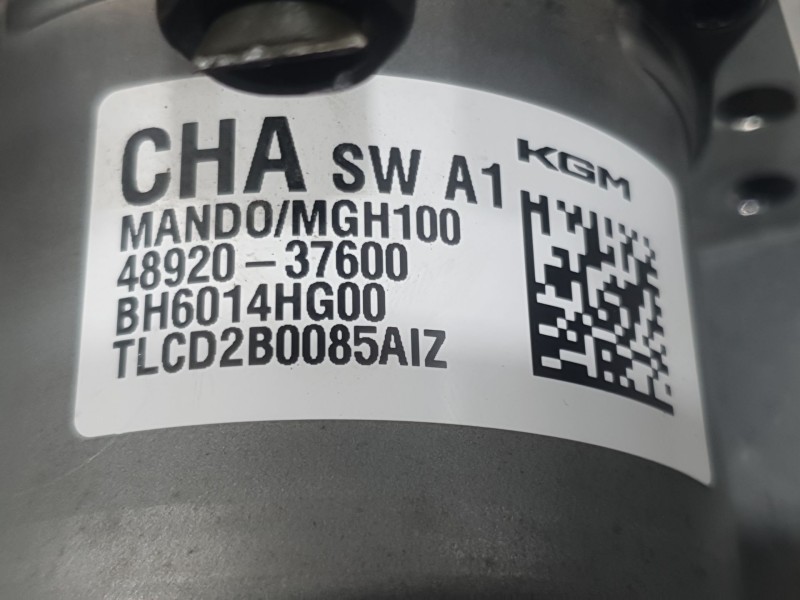 CHA SW A1 KGM
MANDO/MGH100
48920-37600
BH6014HG00
TLCD2B0085AIZ